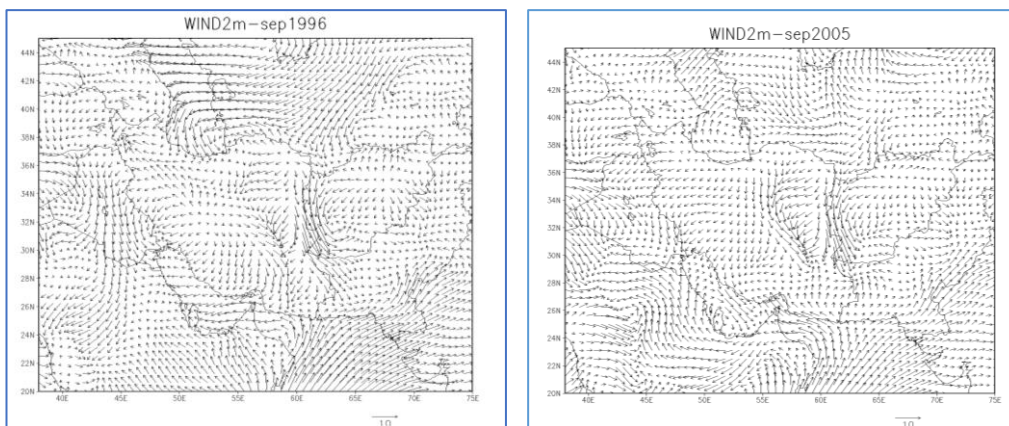 WIND2m-sep1996
44N
42N
40N
38N
36N
34N
32N
30N
28N
26N
24N
22N
20N
40E 45E 50E 55E 60E 65E 70E 75E
10
WIND2m-sep2005
44N
42N
40N
38N
36N
34N
32N
30N
28N
26N
24N
22N
20N
40E 45E 50E 55E 60E 65E 70E 75E
10